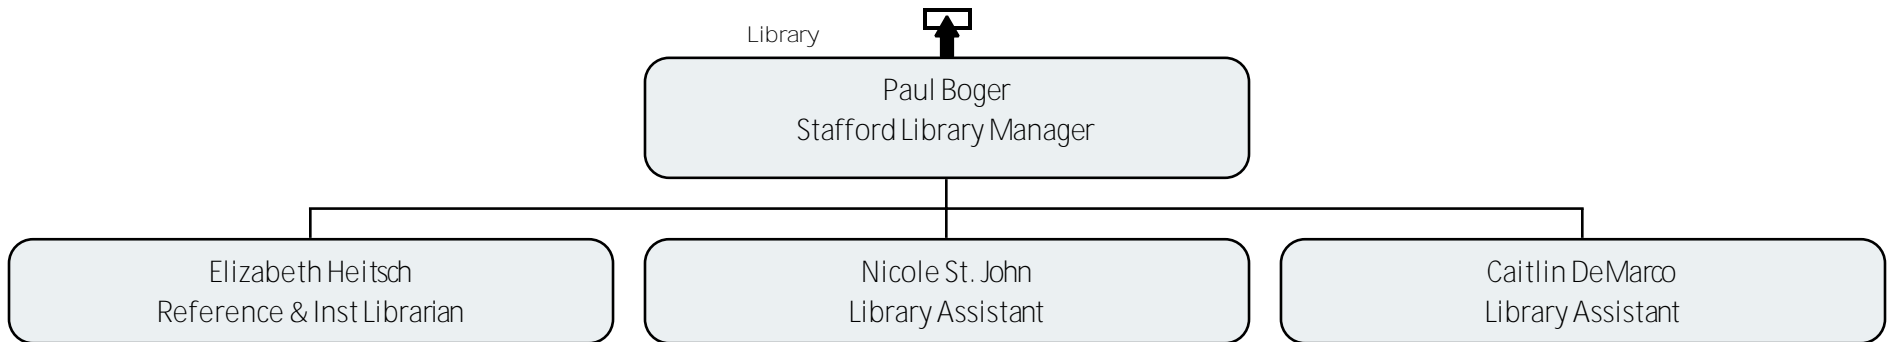 Library
Paul Boger
Stafford Library Manager
Elizabeth Heitsch
Reference & Inst Librarian
Nicole St. John
Library Assistant
Caitlin DeMarco
Library Assistant